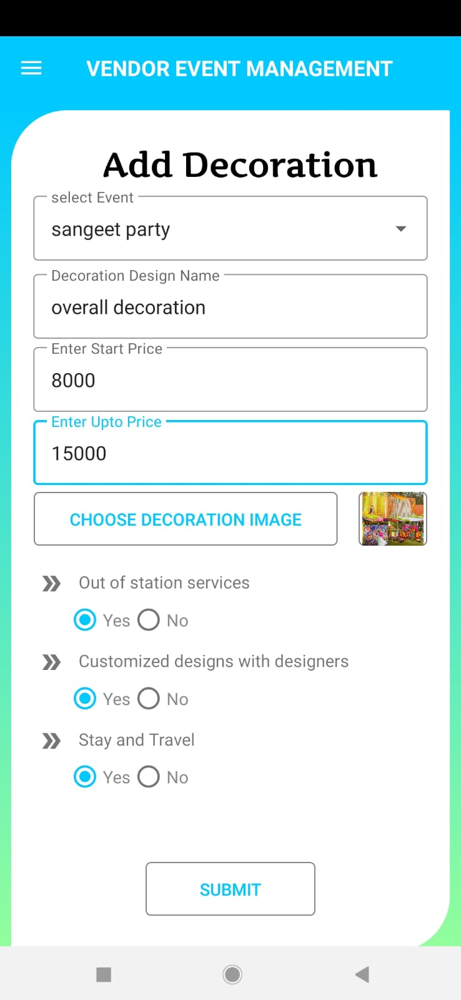 VENDOR EVENT MANAGEMENT
Add Decoration
select Event
sangeet party
Decoration Design Name
overall decoration
Enter Start Price
8000
Enter Upto Price
15000
CHOOSE DECORATION IMAGE
Out of station services
Yes No
Customized designs with designers
Yes No
Stay and Travel
Yes No
SUBMIT